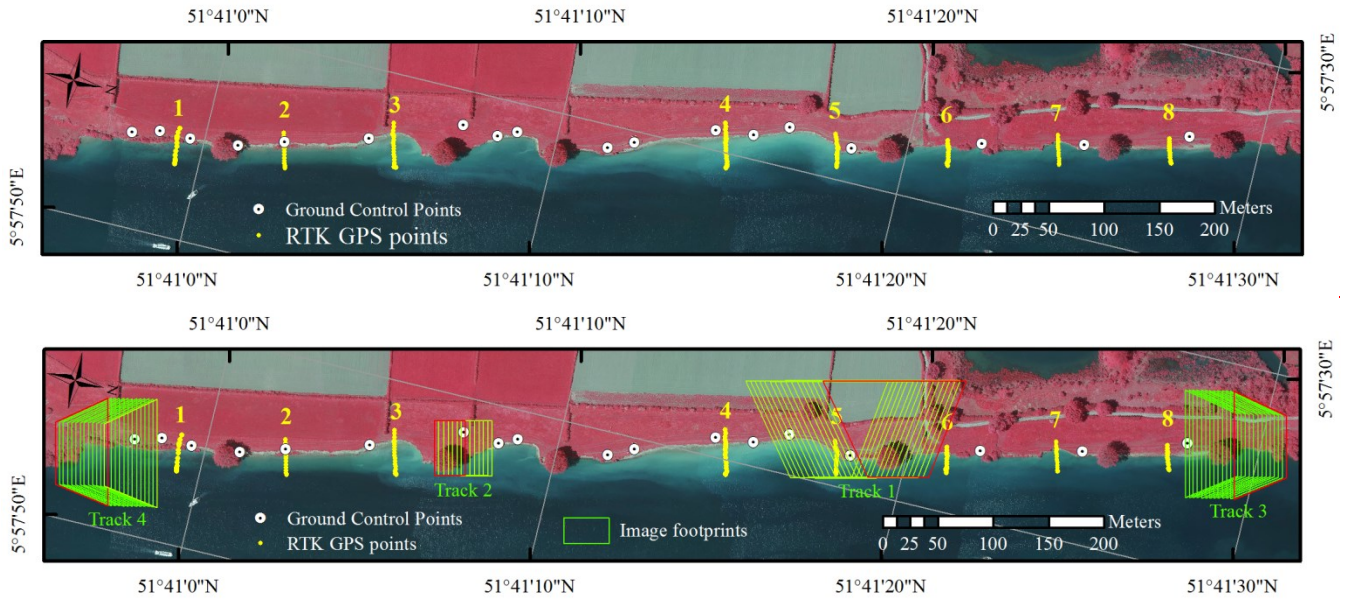 51°41'0"N 51°41'10"N 51°41'20"N
5°57'30"E
N
1 2 3 4 5 6 7 8
5°57'50"E
Ground Control Points
RTK GPS points
Meters
0 25 50 100 150 200
51°41'0"N 51°41'10"N 51°41'20"N 51°41'30"N
51°41'0"N 51°41'10"N 51°41'20"N
5°57'30"E
N
1 2 3 4 5 6 7 8
Track 2
Track 1
Track 4
Track 3
5°57'50"E
Ground Control Points
RTK GPS points
Image footprints
Meters
0 25 50 100 150 200
51°41'0"N 51°41'10"N 51°41'20"N 51°41'30"N